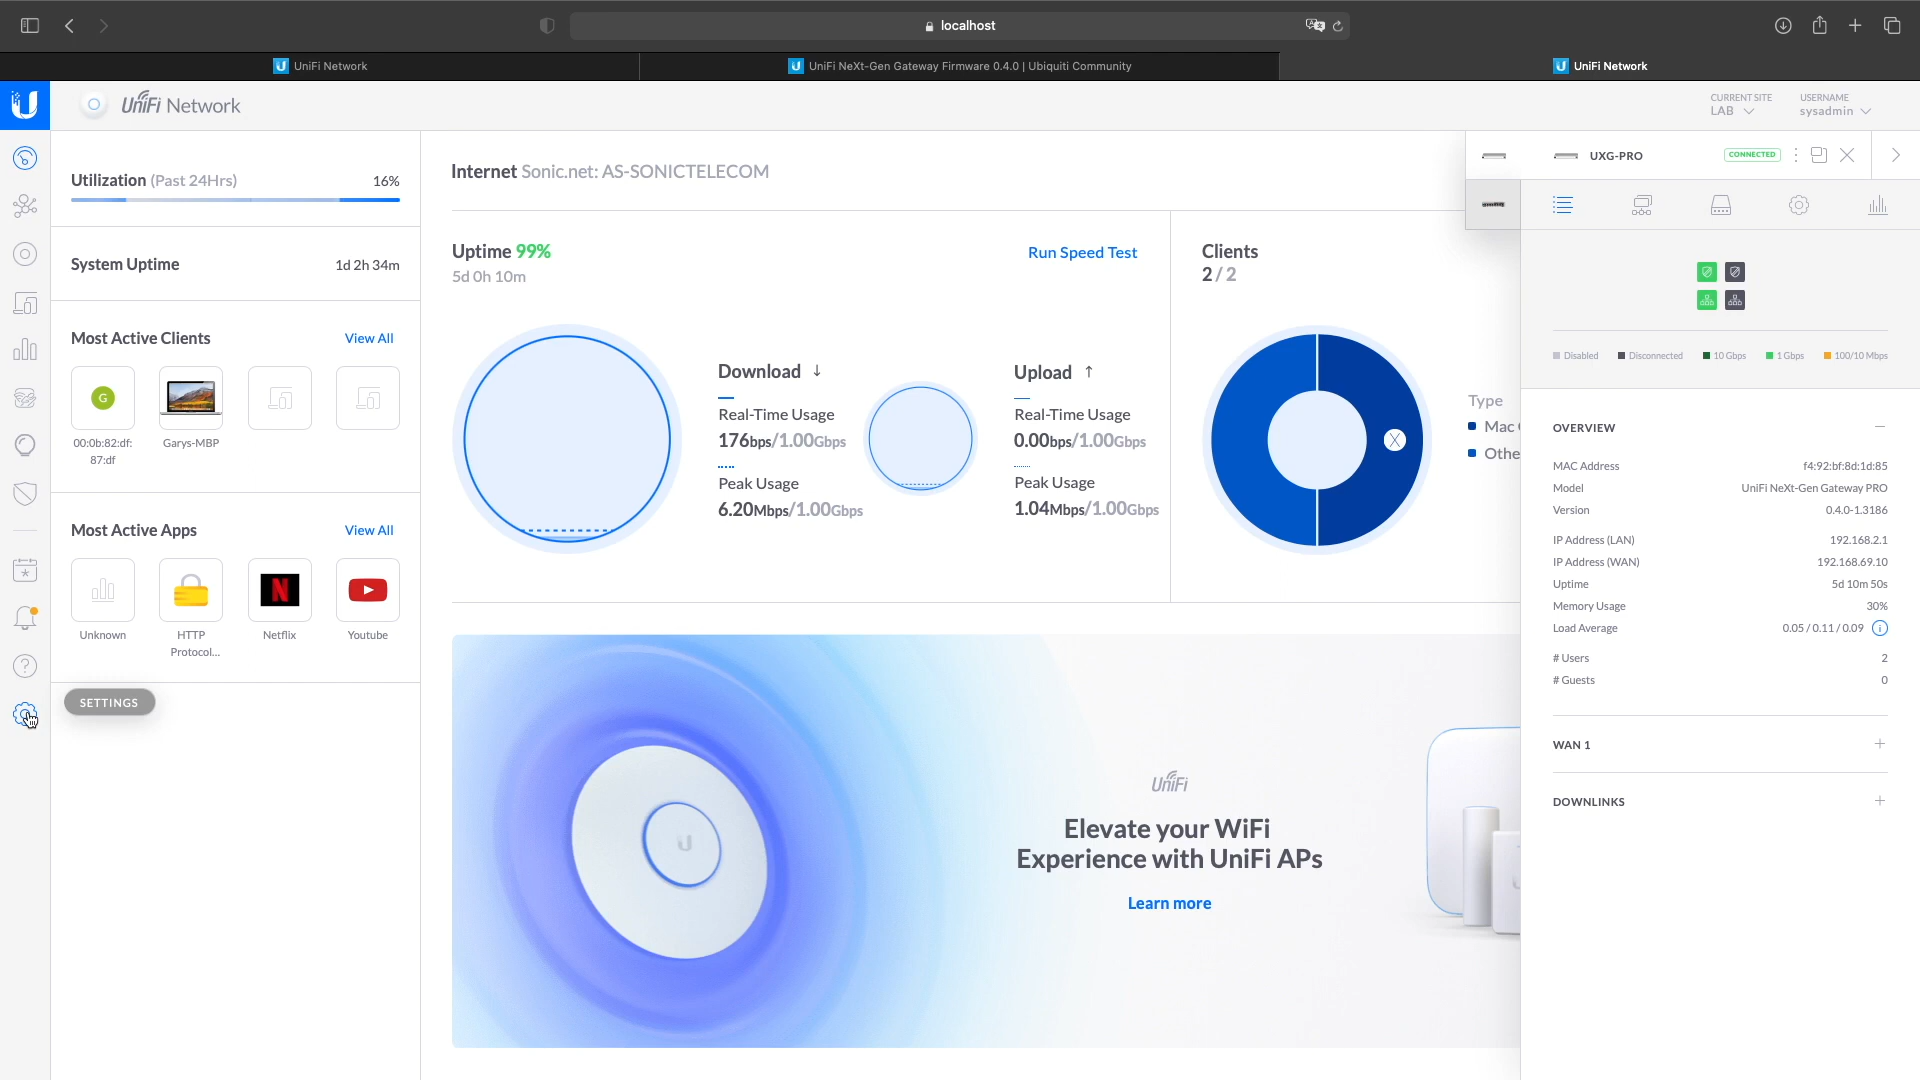 localhost
UniFi Network
UniFi NeXt-Gen Gateway Firmware 0.4.0 | Ubiquiti Community
UniFi Network
UniFi Network
CURRENT SITE
LAB
USERNAME
sysadmin
Utilization (Past 24Hrs)
16%
System Uptime
1d 2h 34m
Most Active Clients
View All
G
00:0b:82:df:
87:df
Garys-MBP
Most Active Apps
View All
N
Unknown
HTTP
Protocol...
Netflix
Youtube
SETTINGS
Internet Sonic.net: AS-SONICTELECOM
Uptime 99%
5d 0h 10m
Run Speed Test
Download ↓
Real-Time Usage
176bps/1.00Gbps
Peak Usage
6.20Mbps/1.00Gbps
Upload ↑
Real-Time Usage
0.00bps/1.00Gbps
Peak Usage
1.04Mbps/1.00Gbps
Clients
2 / 2
Type
Mac
Othe
UniFi
Elevate your WiFi
Experience with UniFi APs
Learn more
UXG-PRO
CONNECTED
Disabled
Disconnected
10 Gbps
1 Gbps
100/10 Mbps
OVERVIEW
MAC Address
f4:92:bf:8d:1d:85
Model
UniFi NeXt-Gen Gateway PRO
Version
0.4.0-1.3186
IP Address (LAN)
192.168.2.1
IP Address (WAN)
192.168.69.10
Uptime
5d 10m 50s
Memory Usage
30%
Load Average
0.05 / 0.11 / 0.09
# Users
2
# Guests
0
WAN 1
DOWNLINKS